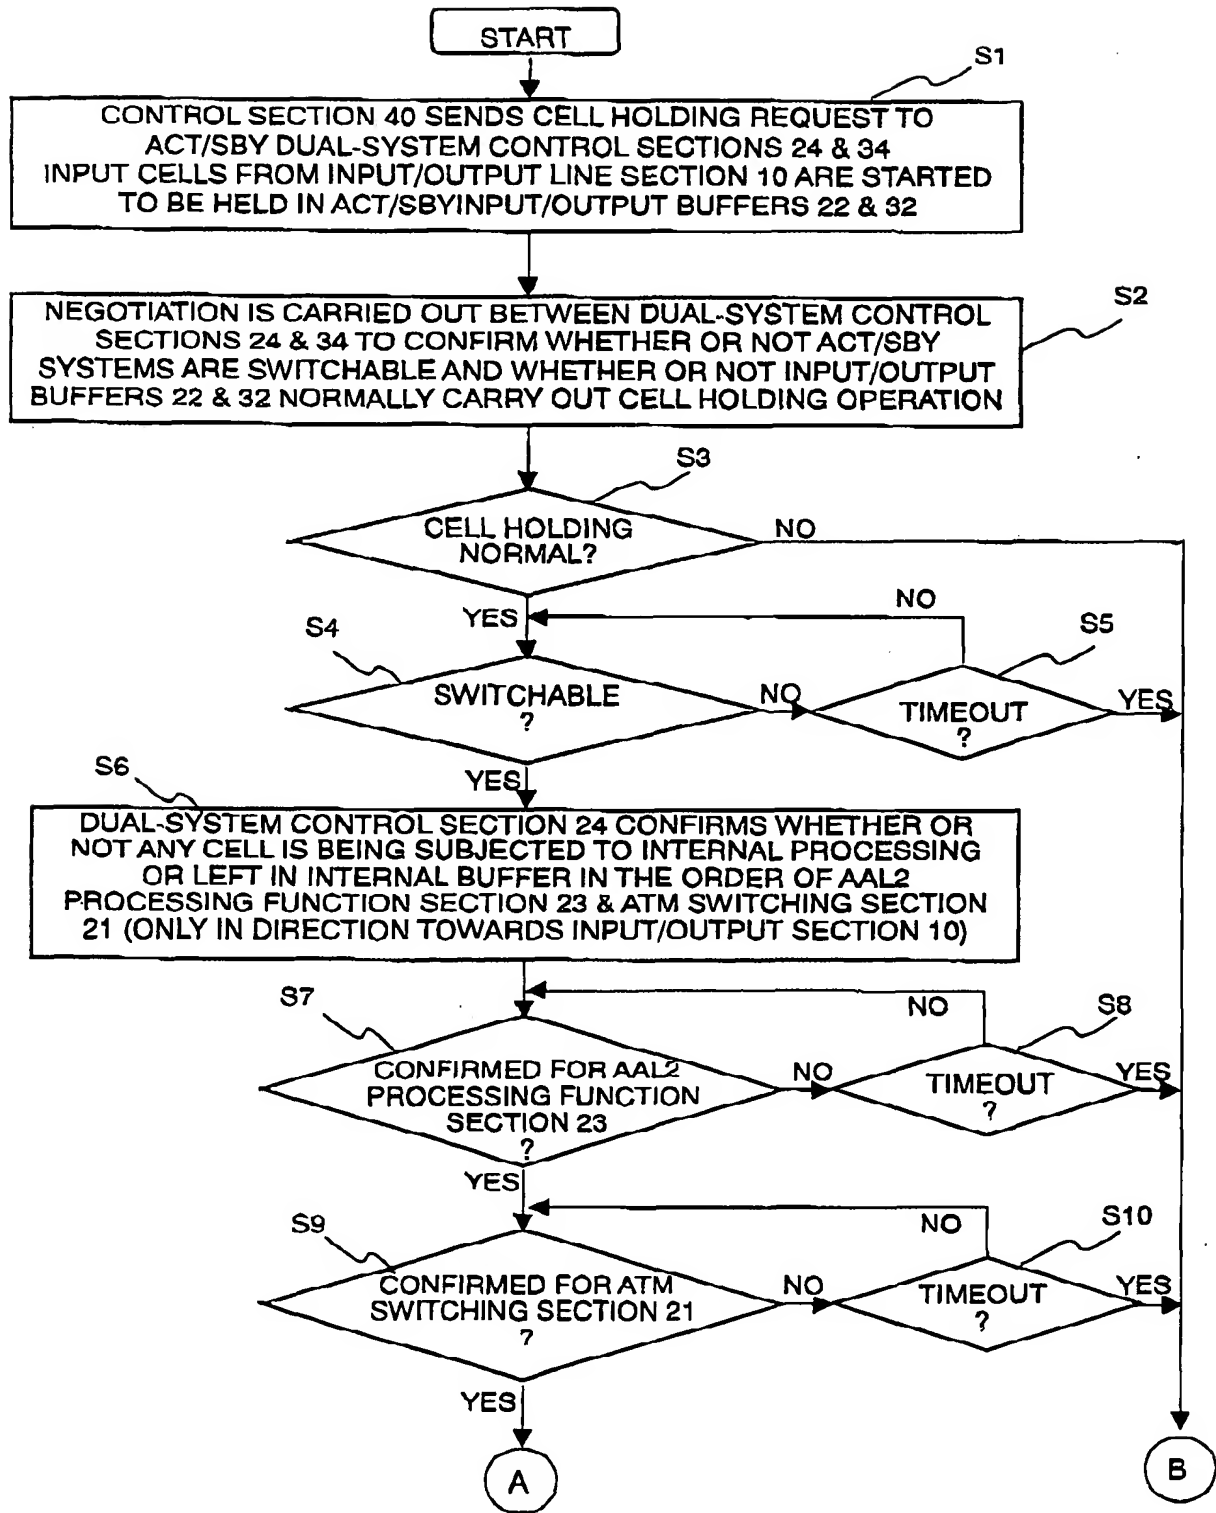 START
S1
CONTROL SECTION 40 SENDS CELL HOLDING REQUEST TO
ACT/SBY DUAL-SYSTEM CONTROL SECTIONS 24 & 34
INPUT CELLS FROM INPUT/OUTPUT LINE SECTION 10 ARE STARTED
TO BE HELD IN ACT/SBYINPUT/OUTPUT BUFFERS 22 & 32
S2
NEGOTIATION IS CARRIED OUT BETWEEN DUAL-SYSTEM CONTROL
SECTIONS 24 & 34 TO CONFIRM WHETHER OR NOT ACT/SBY
SYSTEMS ARE SWITCHABLE AND WHETHER OR NOT INPUT/OUTPUT
BUFFERS 22 & 32 NORMALLY CARRY OUT CELL HOLDING OPERATION
S3
CELL HOLDING
NORMAL?
NO
YES
NO
S4
S5
SWITCHABLE
?
NO
TIMEOUT
?
YES
YES
S6
DUAL-SYSTEM CONTROL SECTION 24 CONFIRMS WHETHER OR
NOT ANY CELL IS BEING SUBJECTED TO INTERNAL PROCESSING
OR LEFT IN INTERNAL BUFFER IN THE ORDER OF AAL2
PROCESSING FUNCTION SECTION 23 & ATM SWITCHING SECTION
21 (ONLY IN DIRECTION TOWARDS INPUT/OUTPUT SECTION 10)
S7
NO
S8
CONFIRMED FOR AAL2
PROCESSING FUNCTION
SECTION 23
?
NO
TIMEOUT
?
YES
YES
S9
NO
S10
CONFIRMED FOR ATM
SWITCHING SECTION 21
?
NO
TIMEOUT
?
YES
YES
A
B